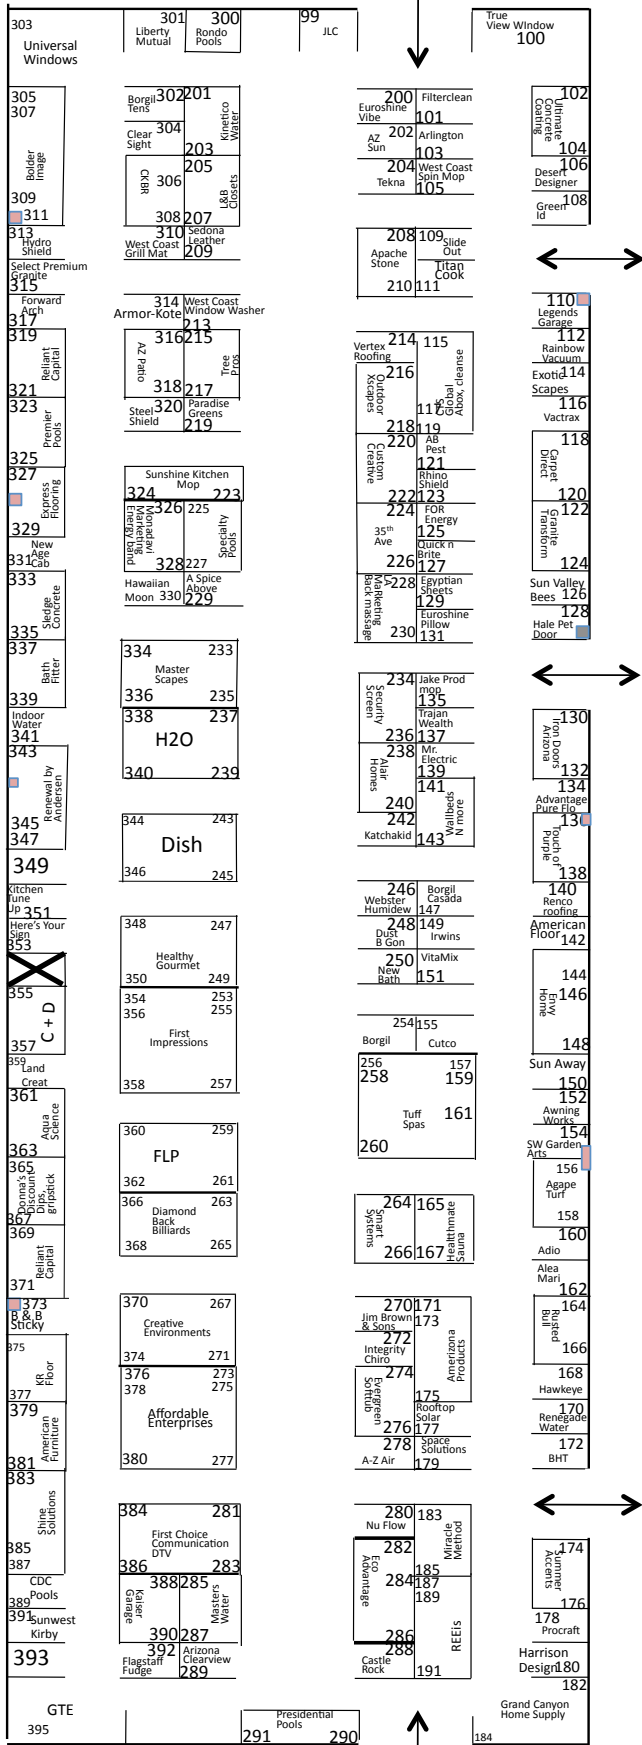 303
Universal
Windows
301
Liberty
Mutual
300
Rondo
Pools
99
JLC
True
View WIndow
100
305
307
Bolder
Image
309
311
313
Hydro
Shield
Select Premium
Granite
315
Forward
Arch
317
319
Reliant
Capital
321
323
Premier
Pools
325
327
Express
Flooring
329
New
Age
331 Cab
333
Sledge
Concrete
335
337
Bath
Fitter
339
Indoor
Water
341
343
Renewal by
Andersen
345
347
349
Kitchen
Tune
Up 351
Here's Your
Sign
353
355
C + D
357
359
Land
Creat
361
Aqua
Science
363
365
Donna's
Discount
Dips,
gripstick
367
369
Reliant
Capital
371
373
B & B
Sticky
375
KR
Floor
377
379
American
Furniture
381
383
Shine
Solutions
385
387
CDC
Pools
389
391
Sunwest
Kirby
393
GTE
395
Borgil 302
Tens
Clear 304
Sight
CKBR
306
308
310
West Coast
Grill Mat
201
Kinetico
Water
203
205
L&B
Closets
207
Sedona
Leather
209
314
Armor-Kote
West Coast
Window Washer
213
316
AZ Patio
318
320
Steel
Shield
215
Tree
Pros
217
Paradise
Greens
219
Sunshine Kitchen
Mop
324 223
326
Monadavi
Marketing
Energy band
328
Hawaiian
Moon 330
225
Specialty
Pools
227
A Spice
Above
229
334 233
Master
Scapes
336 235
338 237
H2O
340 239
344 243
Dish
346 245
348 247
Healthy
Gourmet
350 249
354 253
356 255
First
Impressions
358 257
360 259
FLP
362 261
366 263
Diamond
Back
Billiards
368 265
370 267
Creative
Environments
374 271
376 273
378 275
Affordable
Enterprises
380 277
384 281
First Choice
Communication
DTV
386 283
388
Kaiser
Garage
390
392
Flagstaff
Fudge
285
Masters
Water
287
Arizona
Clearview
289
Presidential
Pools
291 290
200
Euroshine
Vibe
AZ 202
Sun
204
Tekna
Filterclean
101
Arlington
103
West Coast
Spin Mop
105
208
Apache
Stone
210
109
Slide
Out
Titan
Cook
111
214
Vertex
Roofing
216
Outdoor
Xscapes
218
220
Custom
Creative
222
224
35th
Ave
226
228
LA
MaRketing
Back massage
230
115
Global
Abox, cleanse
117
119
AB
Pest
121
Rhino
Shield
123
FOR
Energy
125
Quick n
Brite
127
Egyptian
Sheets
129
Euroshine
Pillow
131
234
Security
Screen
236
238
Alair
Homes
240
242
Katchakid
Jake Prod
mop
135
Trajan
Wealth
137
Mr.
Electric
139
141
Wallbeds
N more
143
246
Webster
Humidew
248
Dust
B Gon
250
New
Bath
Borgil
Casada
147
149
Irwins
VitaMix
151
254 155
Borgil Cutco
256 157
258 159
Tuff
Spas
161
260
264
Smart
Systems
266
165
Healthmate
Sauna
167
270
Jim Brown
& Sons
272
Integrity
Chiro
274
Evergreen
Softtub
276
278
A-Z Air
171
173
Amerizona
Products
175
Rooftop
Solar
177
Space
Solutions
179
280
Nu Flow
282
Eco
Advantage
284
286
288
Castle
Rock
183
Miracle
Method
185
187
189
REEis
191
102
Ultimate
Concrete
Coating
104
106
Desert
Designer
108
Green
Id
110
Legends
Garage
112
Rainbow
Vacuum
Exotic 114
Scapes
116
Vactrax
118
Carpet
Direct
120
122
Granite
Transform
124
Sun Valley
Bees 126
128
Hale Pet
Door
130
Iron Doors
Arizona
132
134
Advantage
Pure Flo
136
Touch of
Purple
138
140
Renco
roofing
American
Floor
142
144
Envy
Home
146
148
Sun Away
150
152
Awning
Works
154
SW Garden
Arts
156
Agape
Turf
158
160
Adio
Alea
Mari
162
164
Rusted
Bull
166
168
Hawkeye
170
Renegade
Water
172
BHT
174
Summer
Accents
176
178
Procraft
Harrison
Design 180
182
Grand Canyon
Home Supply
184